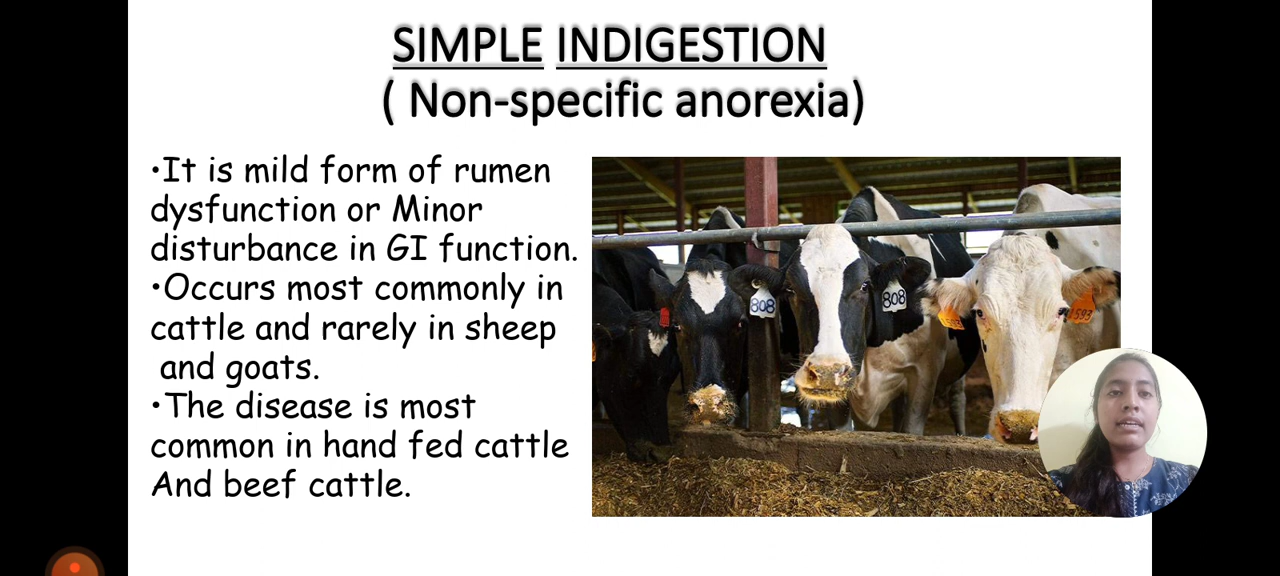 SIMPLE INDIGESTION
( Non-specific anorexia)
•It is mild form of rumen
dysfunction or Minor
disturbance in GI function.
•Occurs most commonly in
cattle and rarely in sheep
and goats.
•The disease is most
common in hand fed cattle
And beef cattle.
808
808
593